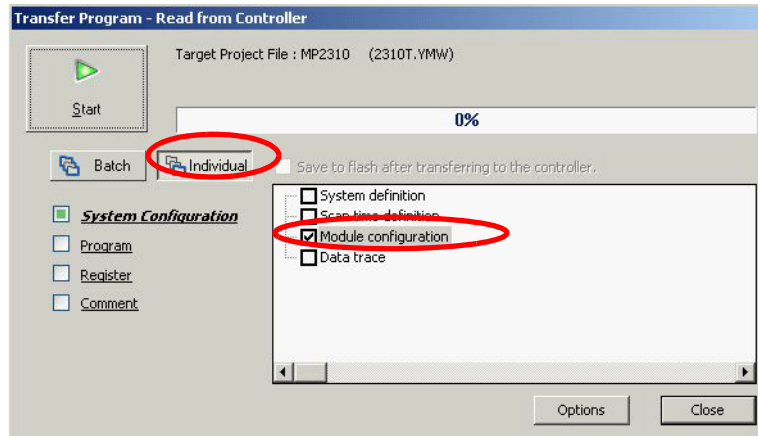 Transfer Program - Read from Controller
Target Project File : MP2310 (2310T.YMW)
Start
0%
Batch
Individual
Save to flash after transferring to the controller.
System Configuration
Program
Register
Comment
System definition
Scan time definition
Module configuration
Data trace
Options
Close